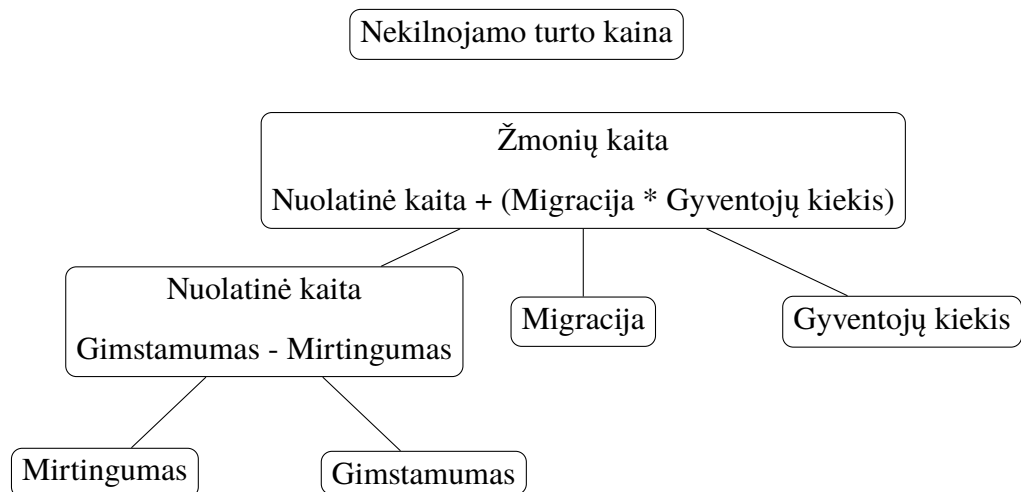 Nekilnojamo turto kaina
Žmonių kaita
Nuolatinė kaita + (Migracija * Gyventojų kiekis)
Nuolatinė kaita
Gimstamumas - Mirtingumas
Migracija
Gyventojų kiekis
Mirtingumas
Gimstamumas